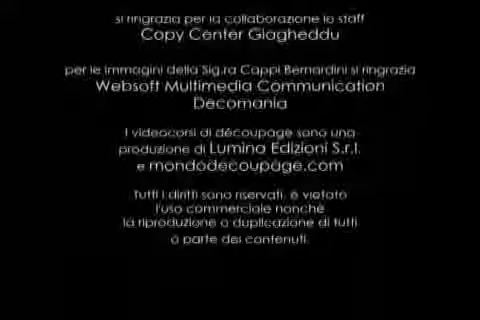 si ringrazia per la collaborazione lo staff
Copy Center Giagheddu
per le immagini della Sig.ra Cappi Bernardini si ringrazia
Websoft Multimedia Communication
Decomania
I videocorsi di découpage sono una
produzione di Lumina Edizioni S.r.l.
e mondodecoupage.com
Tutti i diritti sono riservati, è vietato
l'uso commerciale nonchè
la riproduzione o duplicazione di tutti
o parte dei contenuti.